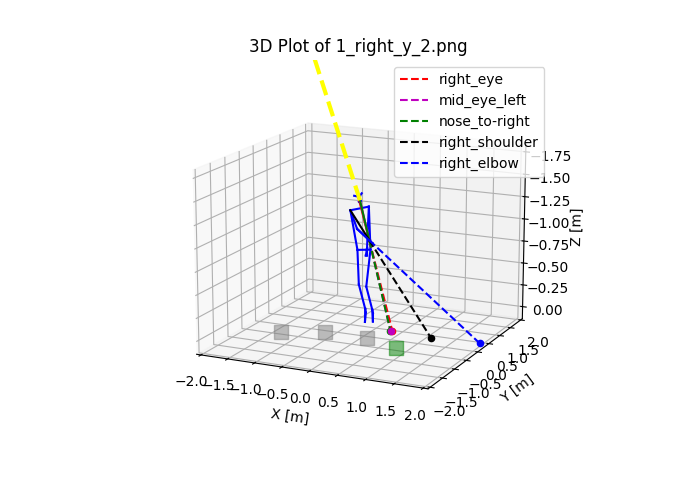 3D Plot of 1_right_y_2.png
right_eye
mid_eye_left
nose_to-right
right_shoulder
right_elbow
−1.75
−1.50
−1.25
−1.00
−0.75
−0.50
−0.25
0.00
Z [m]
2.0
1.5
1.0
0.5
0.0
−0.5
−1.0
−1.5
−2.0
Y [m]
−2.0
−1.5
−1.0
−0.5
0.0
0.5
1.0
1.5
2.0
X [m]